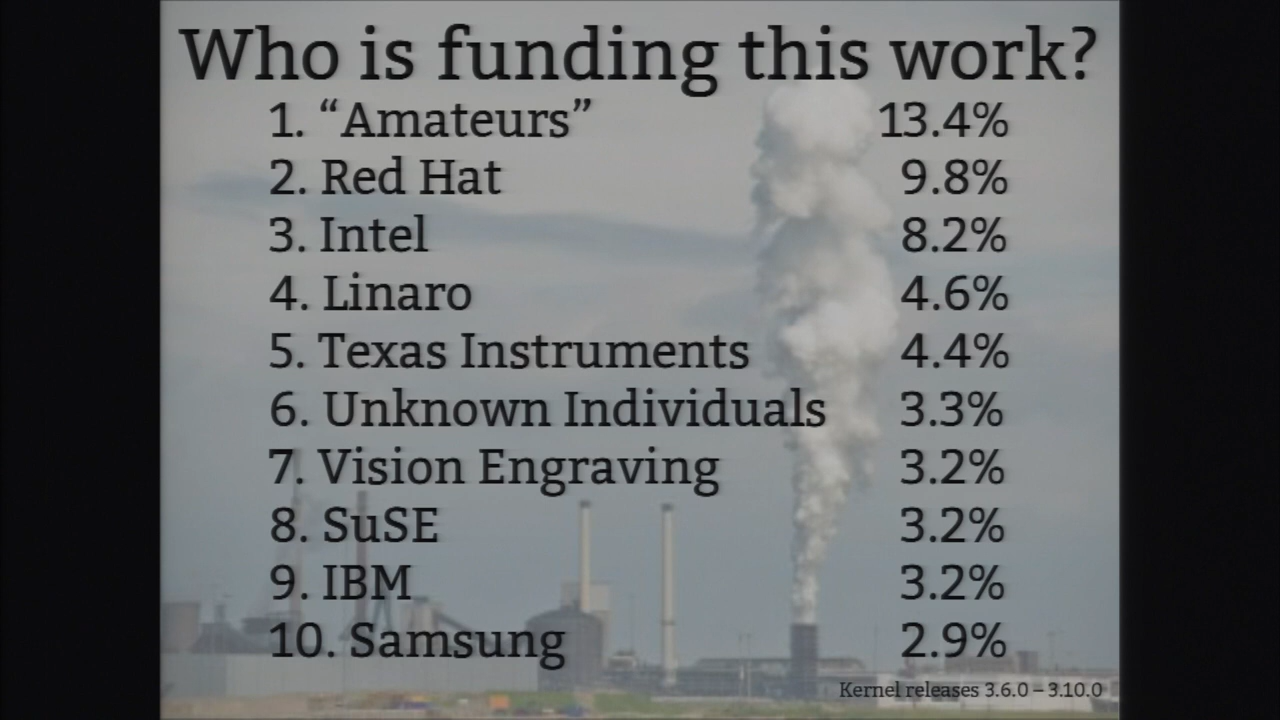 Who is funding this work?
1. “Amateurs” 13.4%
2. Red Hat 9.8%
3. Intel 8.2%
4. Linaro 4.6%
5. Texas Instruments 4.4%
6. Unknown Individuals 3.3%
7. Vision Engraving 3.2%
8. SuSE 3.2%
9. IBM 3.2%
10. Samsung 2.9%
Kernel releases 3.6.0 – 3.10.0